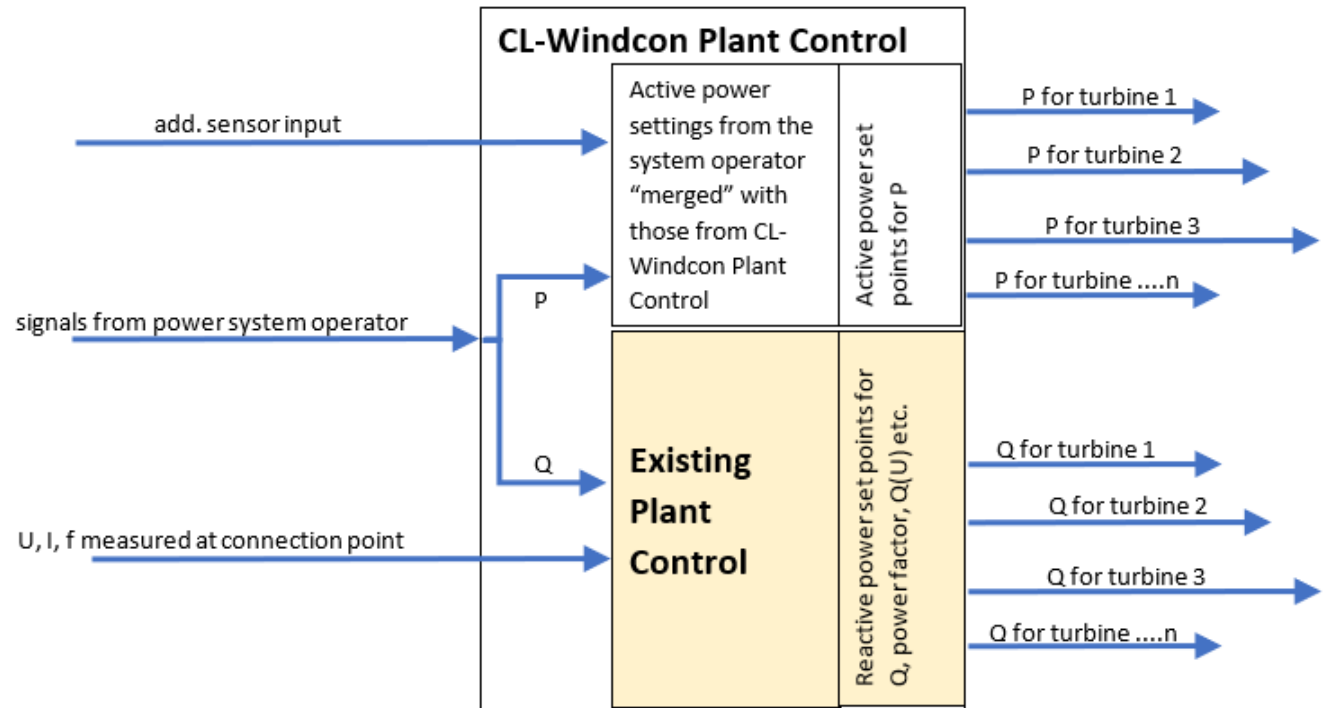 CL-Windcon Plant Control
add. sensor input
signals from power system operator
U, I, f measured at connection point
P
Q
Active power
settings from the
system operator
“merged” with
those from CL-
Windcon Plant
Control
Active power set
points for P
Existing
Plant
Control
Reactive power set points for
Q, power factor, Q(U) etc.
P for turbine 1
P for turbine 2
P for turbine 3
P for turbine ....n
Q for turbine 1
Q for turbine 2
Q for turbine 3
Q for turbine ....n